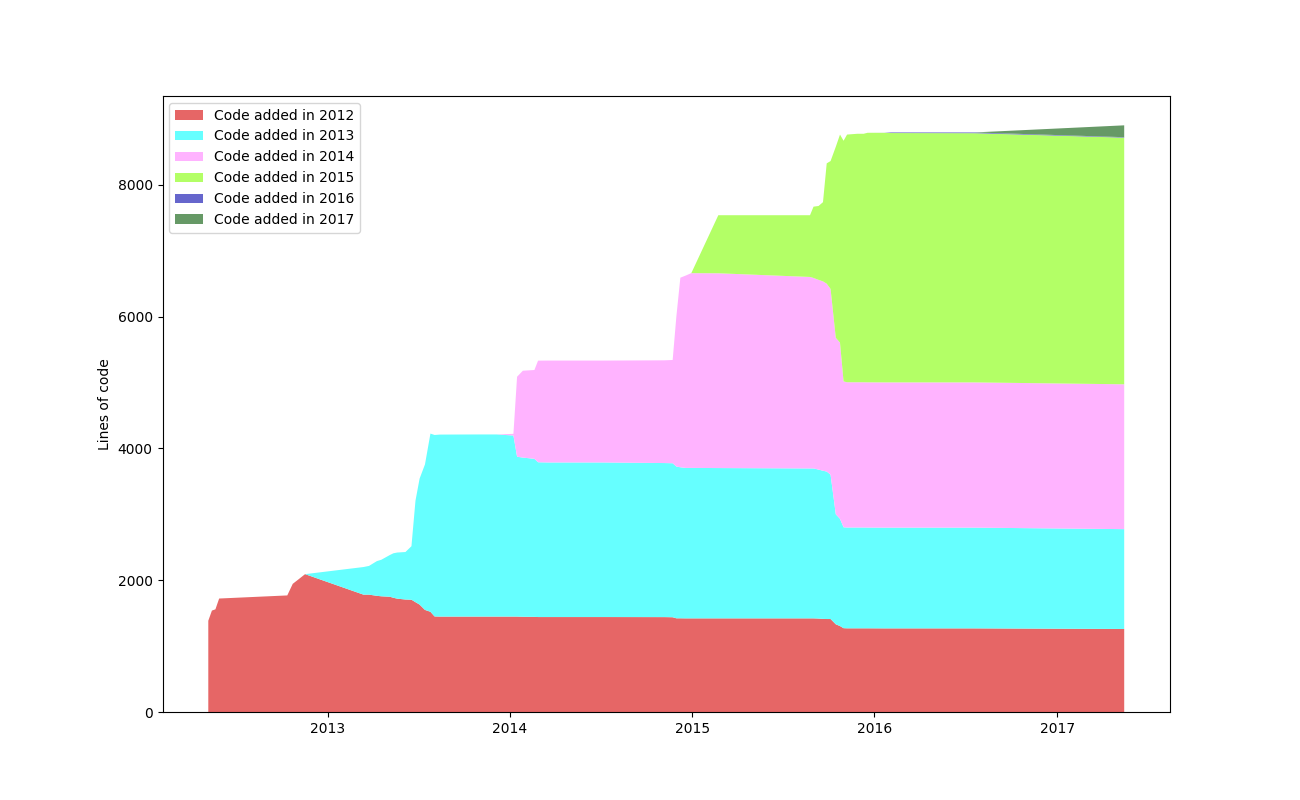 Code added in 2012
Code added in 2013
Code added in 2014
Code added in 2015
Code added in 2016
Code added in 2017
8000
6000
4000
2000
0
Lines of code
2013
2014
2015
2016
2017